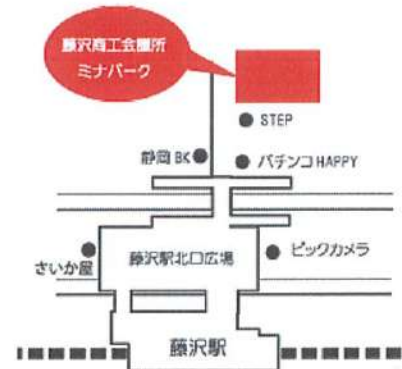 藤沢商工会議所
ミナパーク
STEP
静岡 BK
パチンコ HAPPY
さいか屋
藤沢駅北口広場
ビックカメラ
藤沢駅